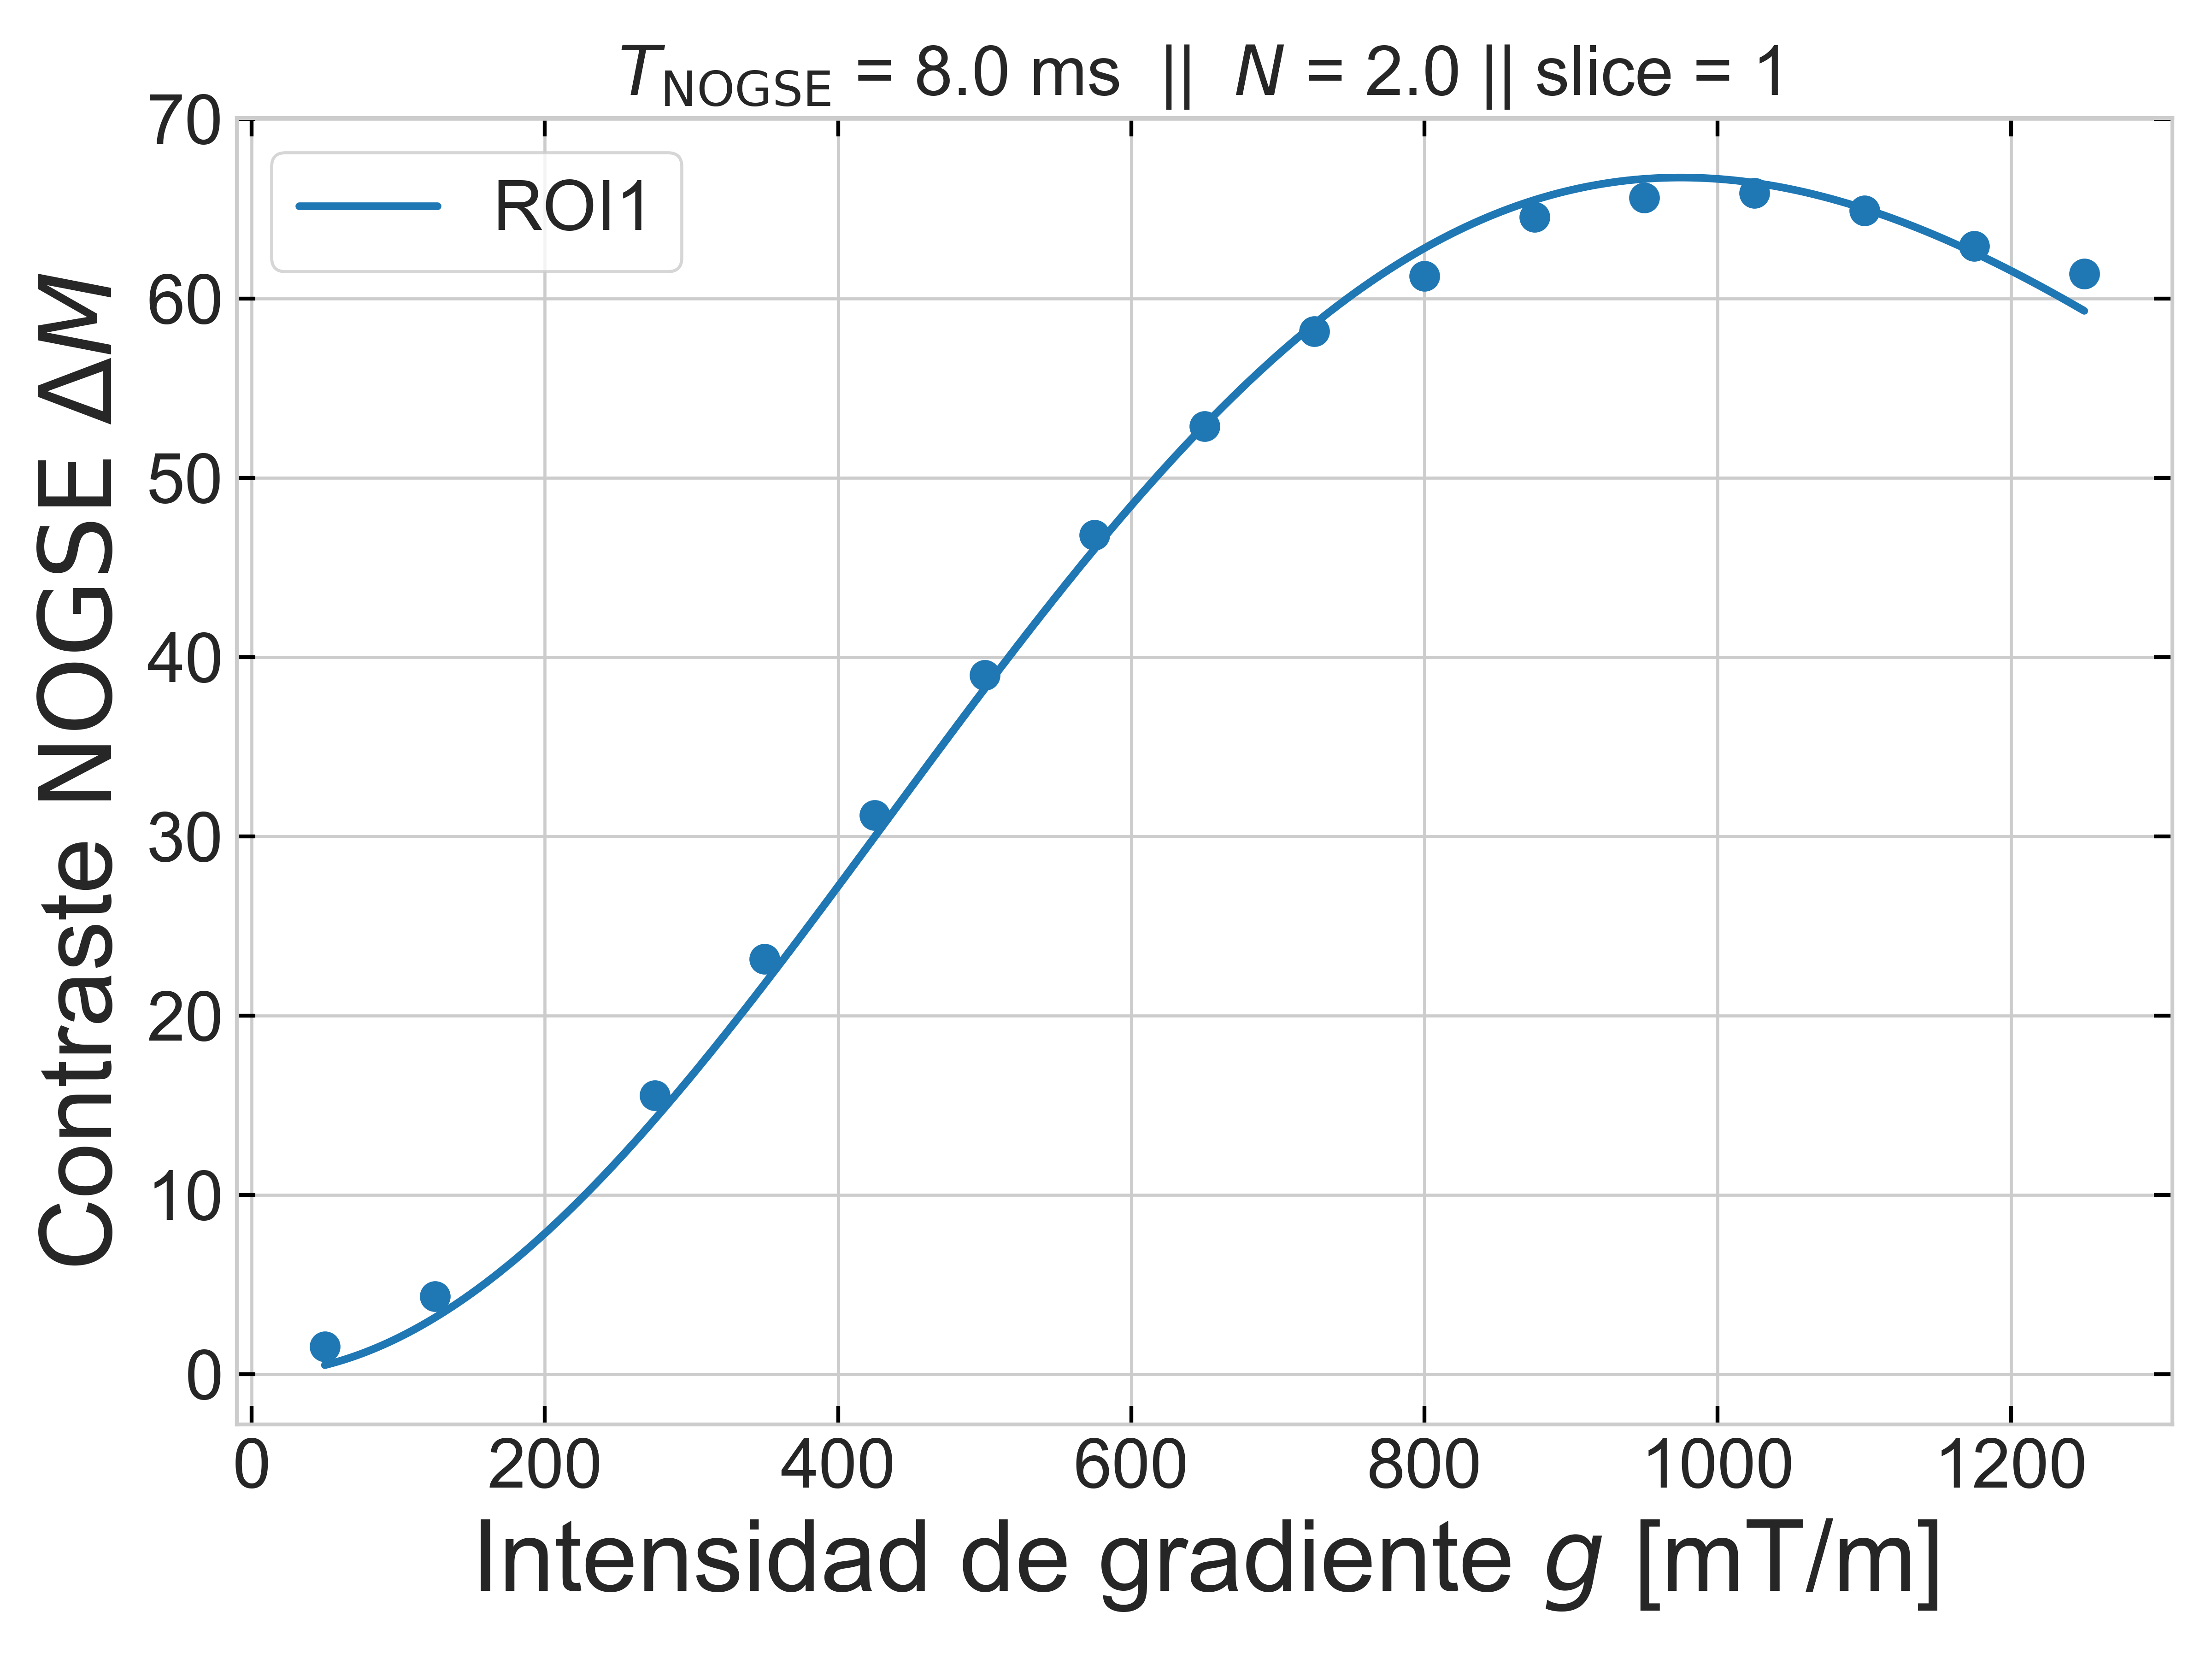 T_NOGSE = 8.0 ms || N = 2.0 || slice = 1
ROI1
Contraste NOGSE ΔM
70
60
50
40
30
20
10
0
0 200 400 600 800 1000 1200
Intensidad de gradiente g [mT/m]